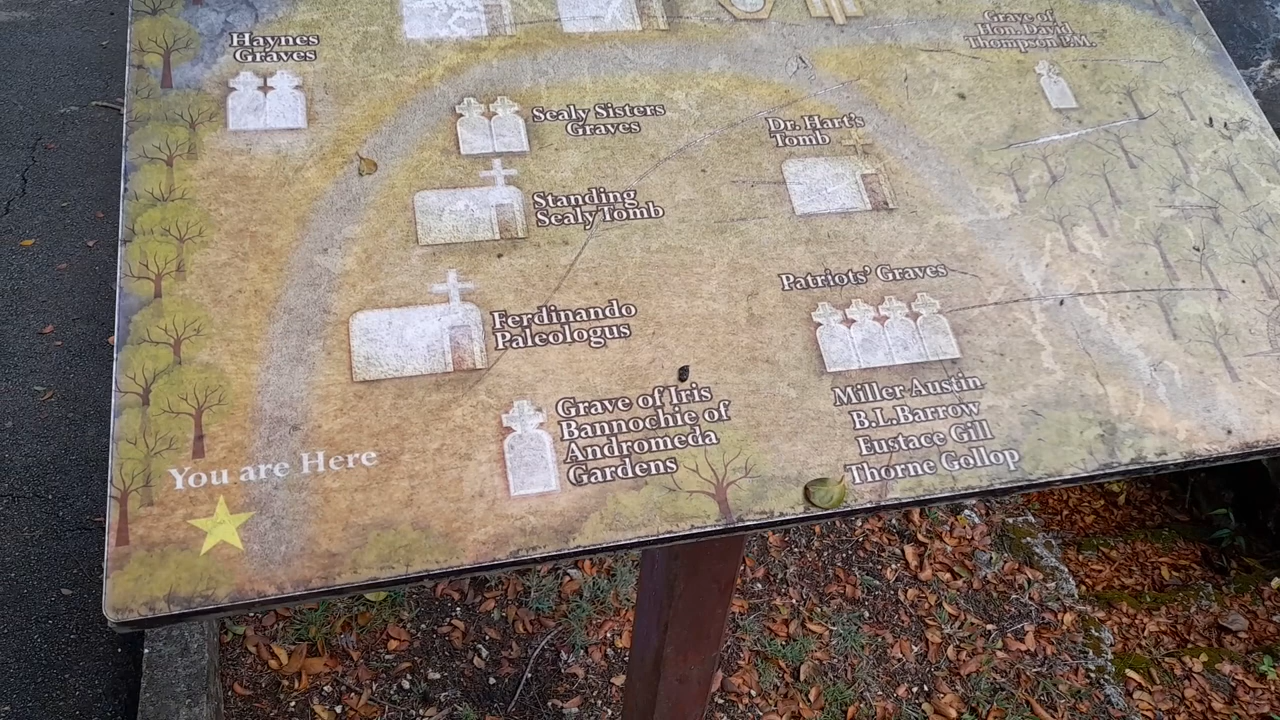 Haynes
Graves
Grave of
Hon. David
Thompson P.M.
Sealy Sisters
Graves
Dr. Hart's
Tomb
Standing
Sealy Tomb
Patriots' Graves
Ferdinando
Paleologus
Grave of Iris
Bannochie of
Andromeda
Gardens
Miller Austin
B.L.Barrow
Eustace Gill
Thorne Gollop
You are Here